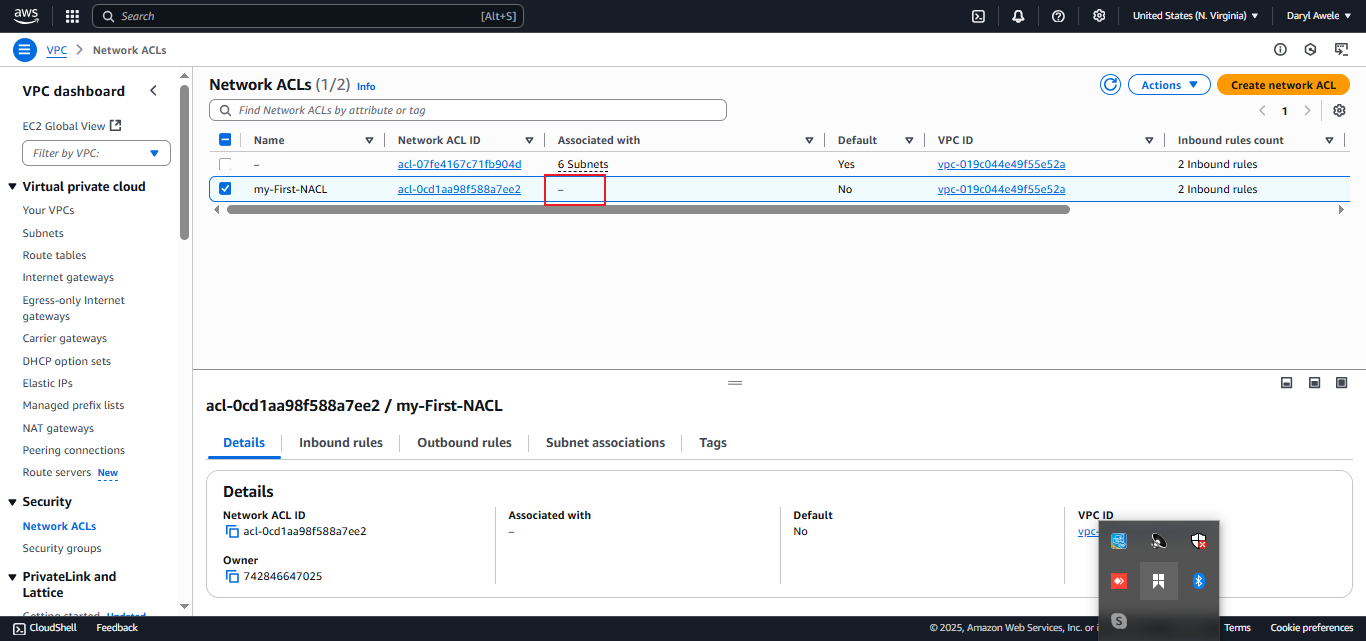 aws
Search [Alt+S]
United States (N. Virginia) Daryl Awele
VPC Network ACLs
VPC dashboard
EC2 Global View
Filter by VPC:
Virtual private cloud
Your VPCs
Subnets
Route tables
Internet gateways
Egress-only Internet
gateways
Carrier gateways
DHCP option sets
Elastic IPs
Managed prefix lists
NAT gateways
Peering connections
Route servers New
Security
Network ACLs
Security groups
PrivateLink and
Lattice
Getting started Updated
Network ACLs (1/2) Info
Actions Create network ACL
Find Network ACLs by attribute or tag
1
Name Network ACL ID Associated with Default VPC ID Inbound rules count
– acl-07fe4167c71fb904d 6 Subnets Yes vpc-019c044e49f55e52a 2 Inbound rules
my-First-NACL acl-0cd1aa98f588a7ee2 – No vpc-019c044e49f55e52a 2 Inbound rules
acl-0cd1aa98f588a7ee2 / my-First-NACL
Details Inbound rules Outbound rules Subnet associations Tags
Details
Network ACL ID Associated with Default VPC ID
acl-0cd1aa98f588a7ee2 – No vpc-
Owner
742846647025
CloudShell Feedback © 2025, Amazon Web Services, Inc. or i Terms Cookie preferences